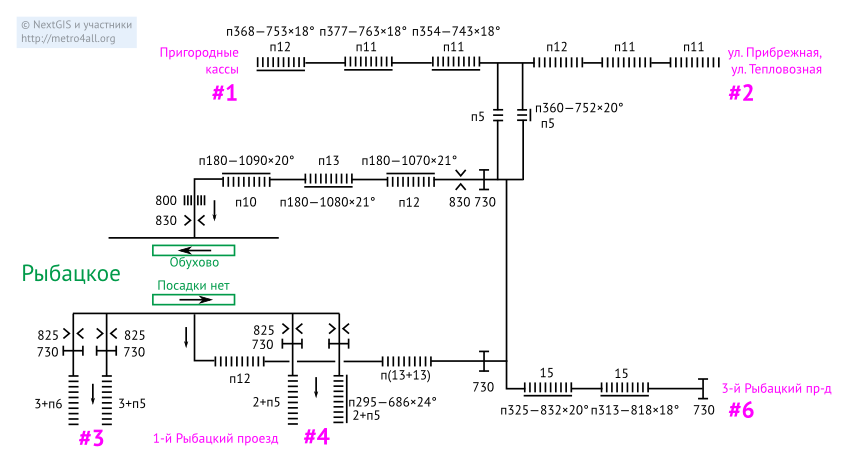 © NextGIS и участники
http://metro4all.org
п368−753×18° п377−763×18° п354−743×18°
п12 п11 п11 п12 п11 п11
Пригородные
кассы
#1
ул. Прибрежная,
ул. Тепловозная
#2
п5
п360−752×20°
п5
п180−1090×20° п13 п180−1070×21°
п10 п180−1080×21° п12
830 730
800
830
Обухово
Рыбацкое
Посадки нет
825 825 825
730 730 730
п12
п(13+13)
730
15 15
п325−832×20° п313−818×18°
730
3-й Рыбацкий пр-д
#6
3+п6 3+п5
2+п5
п295−686×24°
2+п5
#3
1-й Рыбацкий проезд
#4